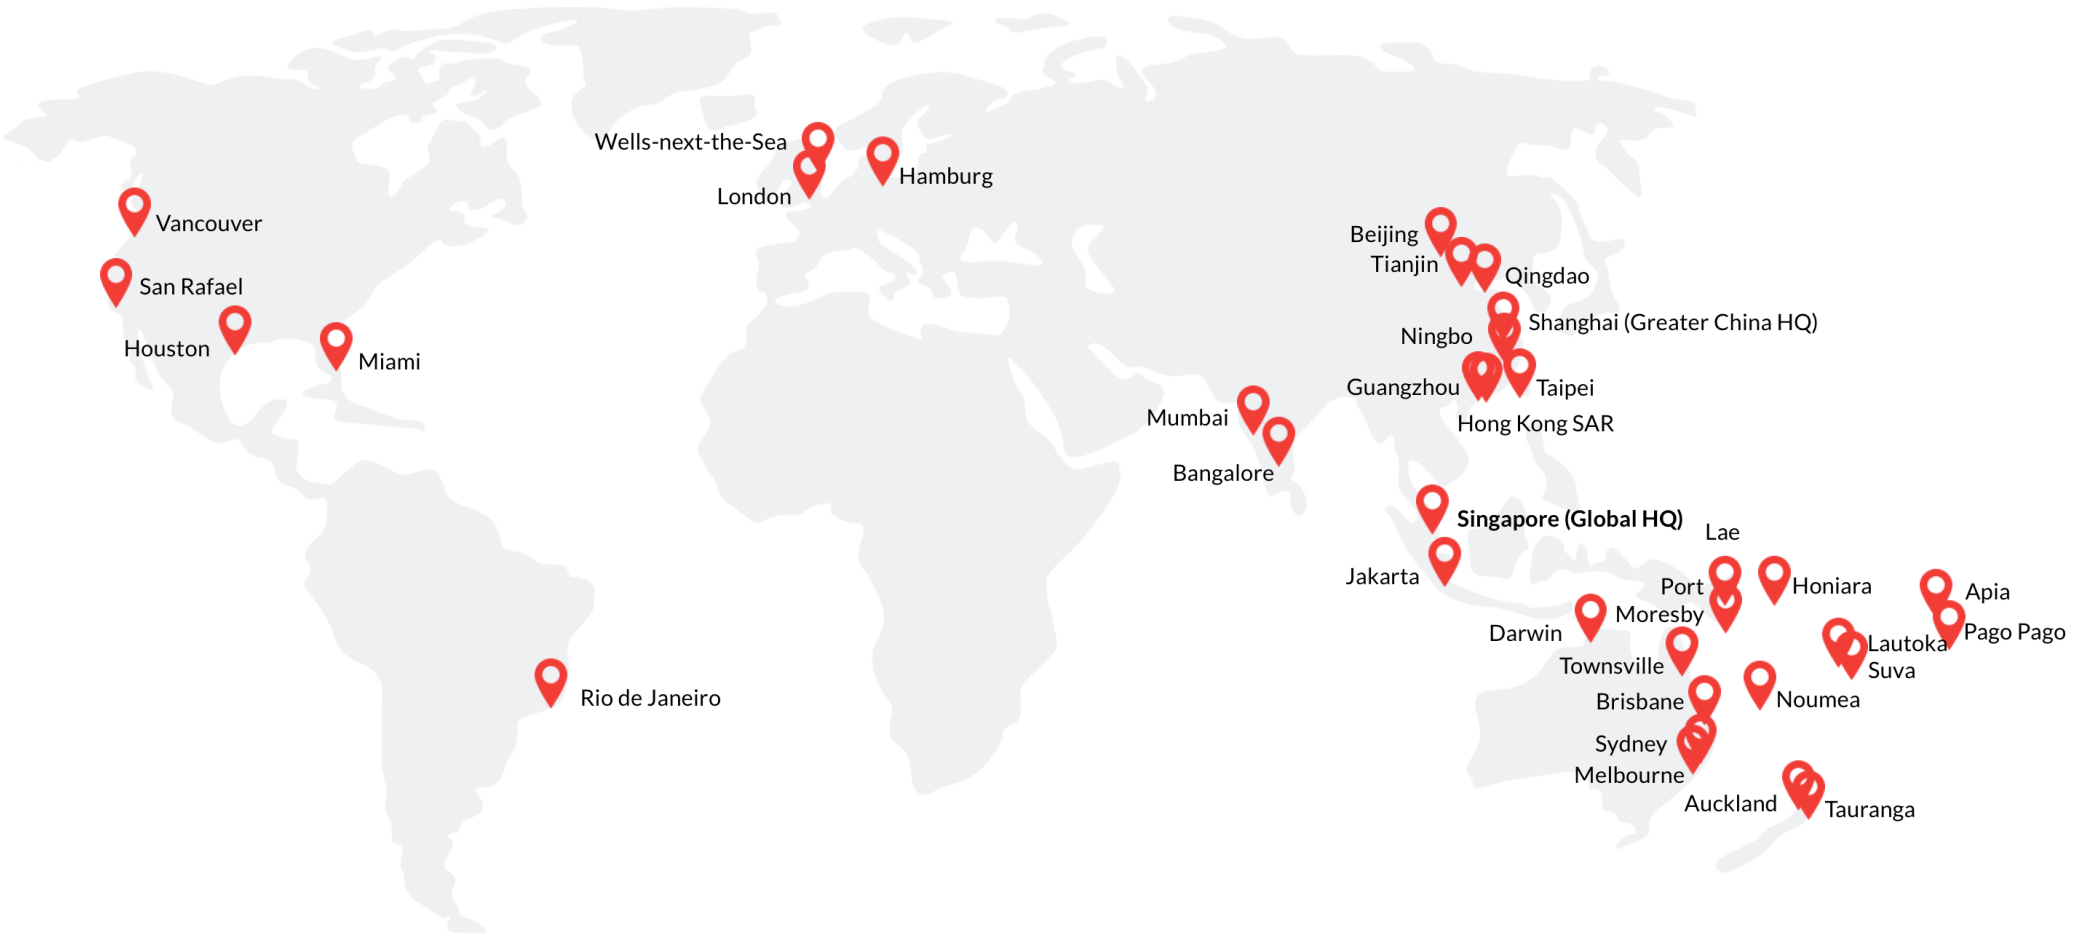 Wells-next-the-Sea
Hamburg
London
Vancouver
San Rafael
Houston
Miami
Rio de Janeiro
Beijing
Tianjin
Qingdao
Shanghai (Greater China HQ)
Ningbo
Guangzhou
Taipei
Hong Kong SAR
Mumbai
Bangalore
Singapore (Global HQ)
Jakarta
Lae
Port
Moresby
Honiara
Apia
Pago Pago
Darwin
Townsville
Lautoka
Suva
Brisbane
Noumea
Sydney
Melbourne
Auckland
Tauranga